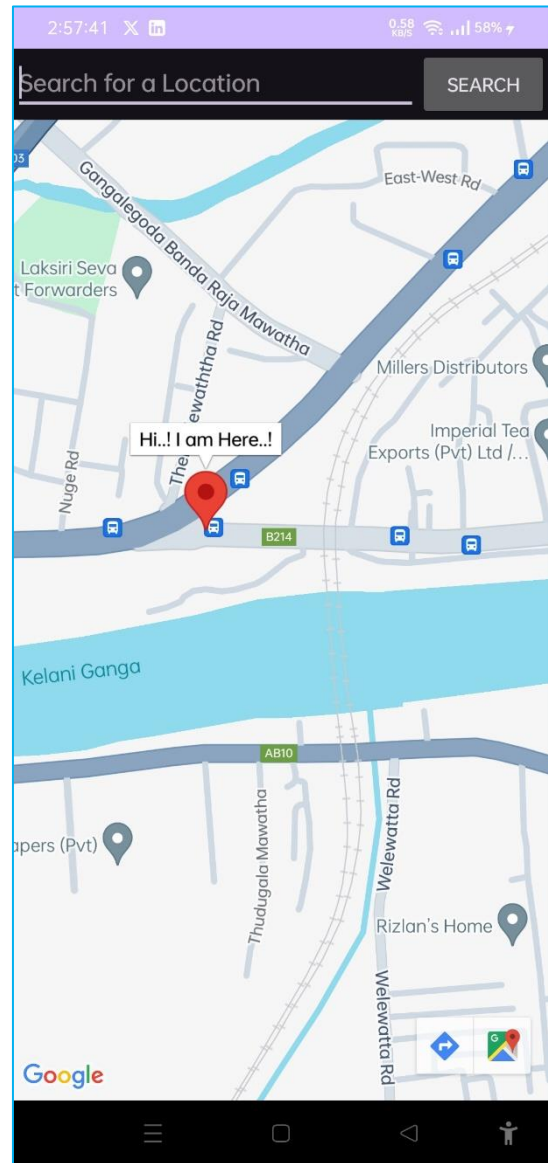 2:57:41
0.58
KB/S
58%
Search for a Location
SEARCH
03
Gangalegoda Banda Raja Mawatha
East-West Rd
Laksiri Seva
t Forwarders
ewaththa Rd
Millers Distributors
Hi..! I am Here..!
Imperial Tea
Exports (Pvt) Ltd /...
Nuge Rd
B214
Kelani Ganga
AB10
Thudugala Mawatha
Welewatta Rd
apers (Pvt)
Rizlan's Home
Welewatta Rd
Google